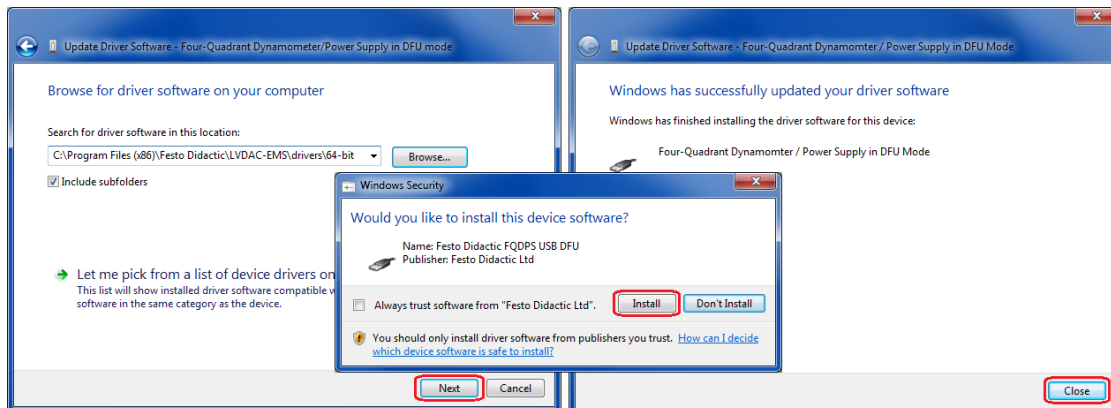 Update Driver Software - Four-Quadrant Dynamometer/Power Supply in DFU mode
Browse for driver software on your computer
Search for driver software in this location:
C:\Program Files (x86)\Festo Didactic\LVDAC-EMS\drivers\64-bit
Browse...
Include subfolders
Let me pick from a list of device drivers on
This list will show installed driver software compatible w
software in the same category as the device.
Next
Cancel
Windows Security
Would you like to install this device software?
Name: Festo Didactic FQDPS USB DFU
Publisher: Festo Didactic Ltd
Always trust software from "Festo Didactic Ltd".
Install
Don't Install
You should only install driver software from publishers you trust. How can I decide
which device software is safe to install?
Update Driver Software - Four-Quadrant Dynamomter / Power Supply in DFU Mode
Windows has successfully updated your driver software
Windows has finished installing the driver software for this device:
Four-Quadrant Dynamomter / Power Supply in DFU Mode
Close